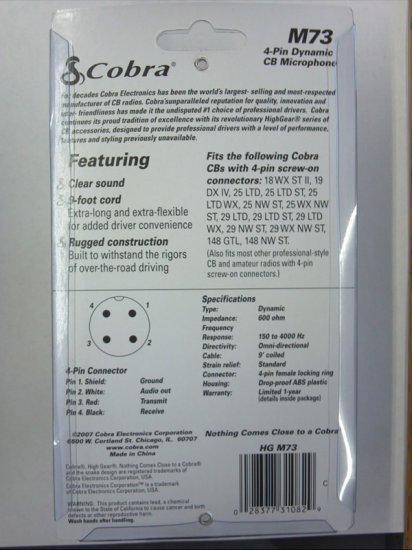 Cobra
M73
4-Pin Dynamic
CB Microphone
For decades Cobra Electronics has been the world's largest- selling and most-respected
manufacturer of CB radios. Cobra'sunparalleled reputation for quality, innovation and
user- friendliness has made it the undisputed #1 choice of professional drivers. Cobra
continues its proud tradition of excellence with its revolutionary HighGear® series of
CB accessories, designed to provide professional drivers with a level of performance,
features and styling previously unavailable.
Featuring
Clear sound
9-foot cord
Extra-long and extra-flexible
for added driver convenience
Rugged construction
Built to withstand the rigors
of over-the-road driving
Fits the following Cobra
CBs with 4-pin screw-on
connectors: 18 WX ST II, 19
DX IV, 25 LTD, 25 LTD ST, 25
LTD WX, 25 NW ST, 25 WX NW
ST, 29 LTD, 29 LTD ST, 29 LTD
WX, 29 NW ST, 29 WX NW ST,
148 GTL, 148 NW ST.
(Also fits most other professional-style
CB and amateur radios with 4-pin
screw-on connectors.)
4 1
3 2
4-Pin Connector
Pin 1. Shield: Ground
Pin 2. White: Audio out
Pin 3. Red: Transmit
Pin 4. Black: Receive
Specifications
Type: Dynamic
Impedance: 600 ohm
Frequency
Response: 150 to 4000 Hz
Directivity: Omni-directional
Cable: 9' coiled
Strain relief: Standard
Connector: 4-pin female locking ring
Housing: Drop-proof ABS plastic
Warranty: Limited 1-year
(details inside package)
©2007 Cobra Electronics Corporation
6500 W. Cortland St. Chicago, IL. 60707
www.cobra.com
Made in China
Nothing Comes Close to a Cobra®
HG M73
Cobra®, High Gear®, Nothing Comes Close to a Cobra®
and the snake design are registered trademarks of
Cobra Electronics Corporation, USA.
Cobra Electronics Corporation™ is a trademark
of Cobra Electronics Corporation, USA.
WARNING: This product contains lead, a chemical
known to the State of California to cause cancer and birth
defects or other reproductive harm.
Wash hands after handling.
C
0 28377 31082 9